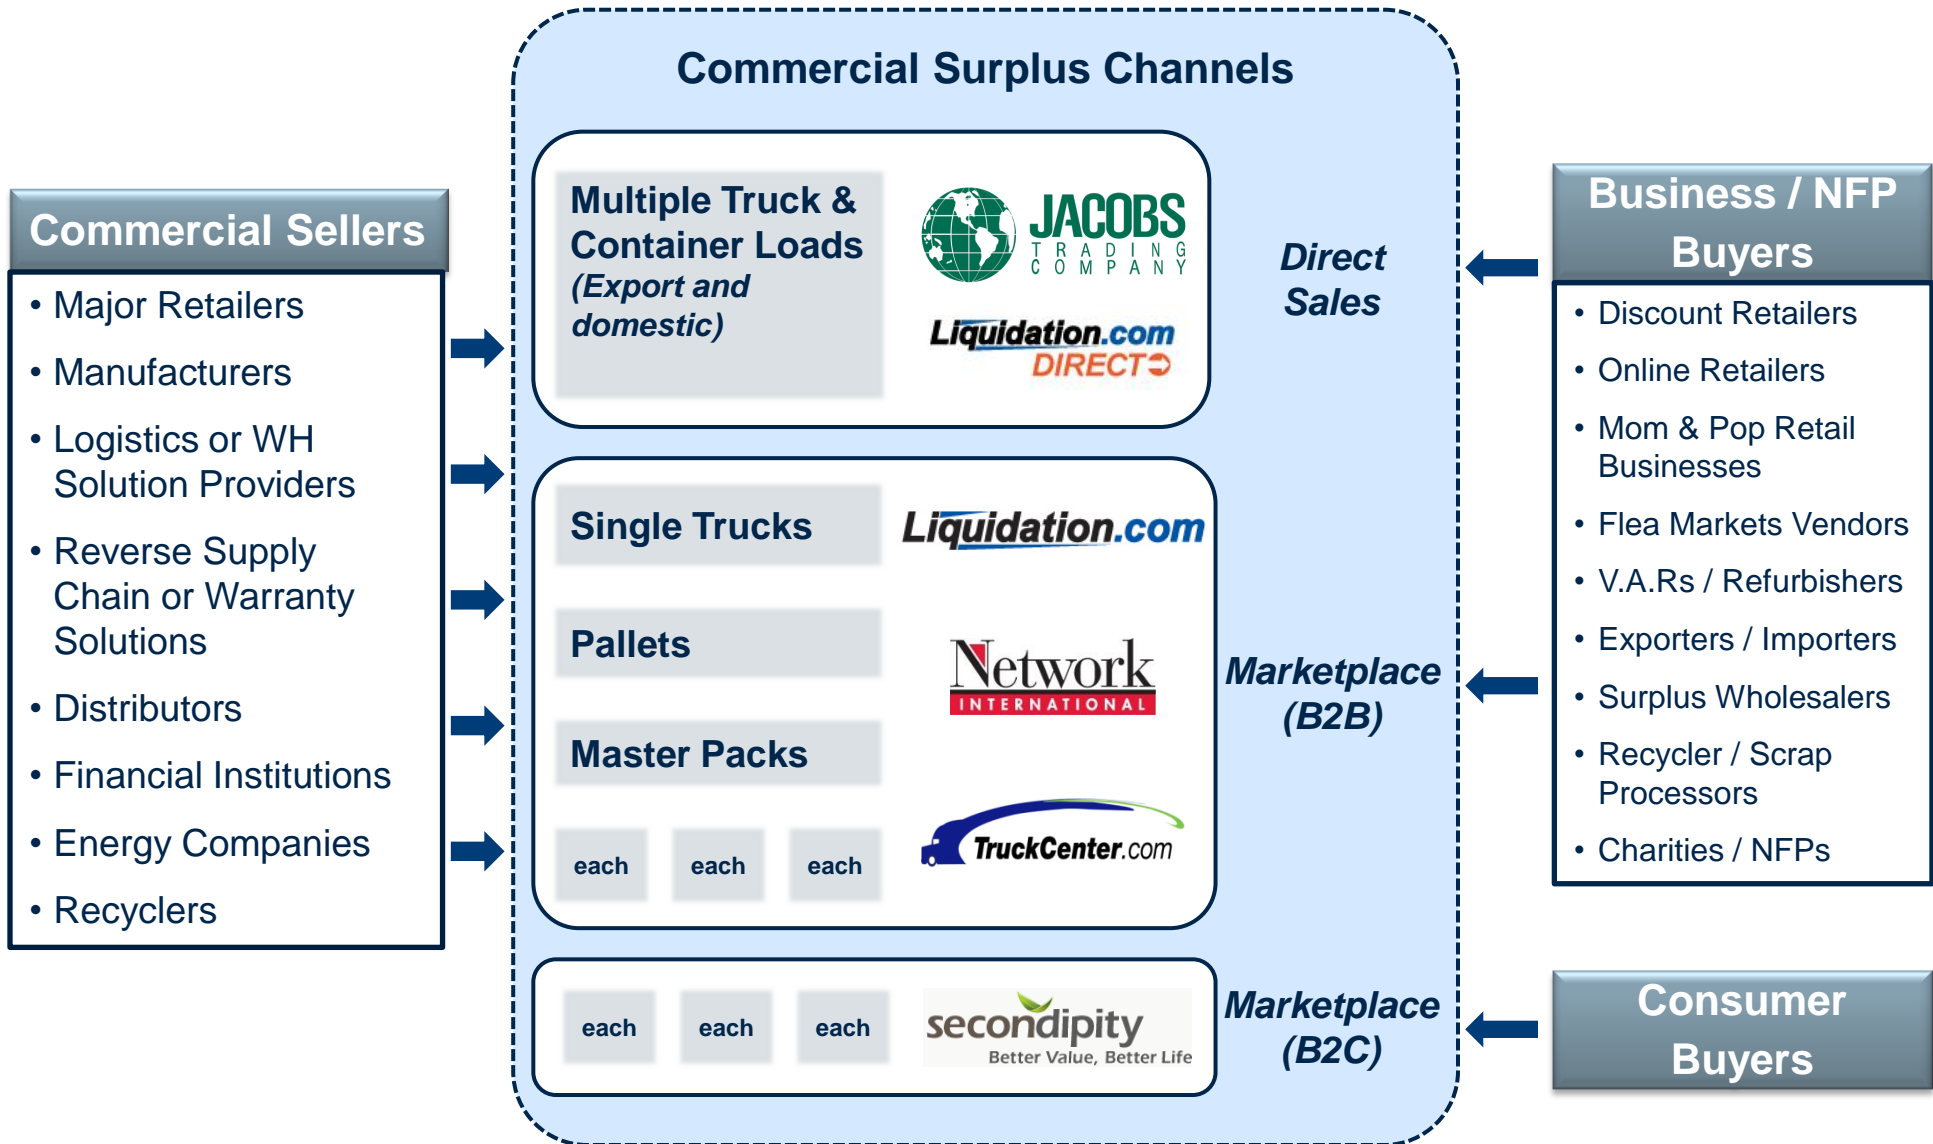 Commercial Surplus Channels
Commercial Sellers
• Major Retailers
• Manufacturers
• Logistics or WH
Solution Providers
• Reverse Supply
Chain or Warranty
Solutions
• Distributors
• Financial Institutions
• Energy Companies
• Recyclers
Multiple Truck &
Container Loads
(Export and
domestic)
JACOBS
TRADING
COMPANY
Liquidation.com
DIRECT
Direct
Sales
Single Trucks
Liquidation.com
Pallets
Network
INTERNATIONAL
Master Packs
TruckCenter.com
each each each
Marketplace
(B2B)
each each each
secondipity
Better Value, Better Life
Marketplace
(B2C)
Business / NFP
Buyers
• Discount Retailers
• Online Retailers
• Mom & Pop Retail
Businesses
• Flea Markets Vendors
• V.A.Rs / Refurbishers
• Exporters / Importers
• Surplus Wholesalers
• Recycler / Scrap
Processors
• Charities / NFPs
Consumer
Buyers